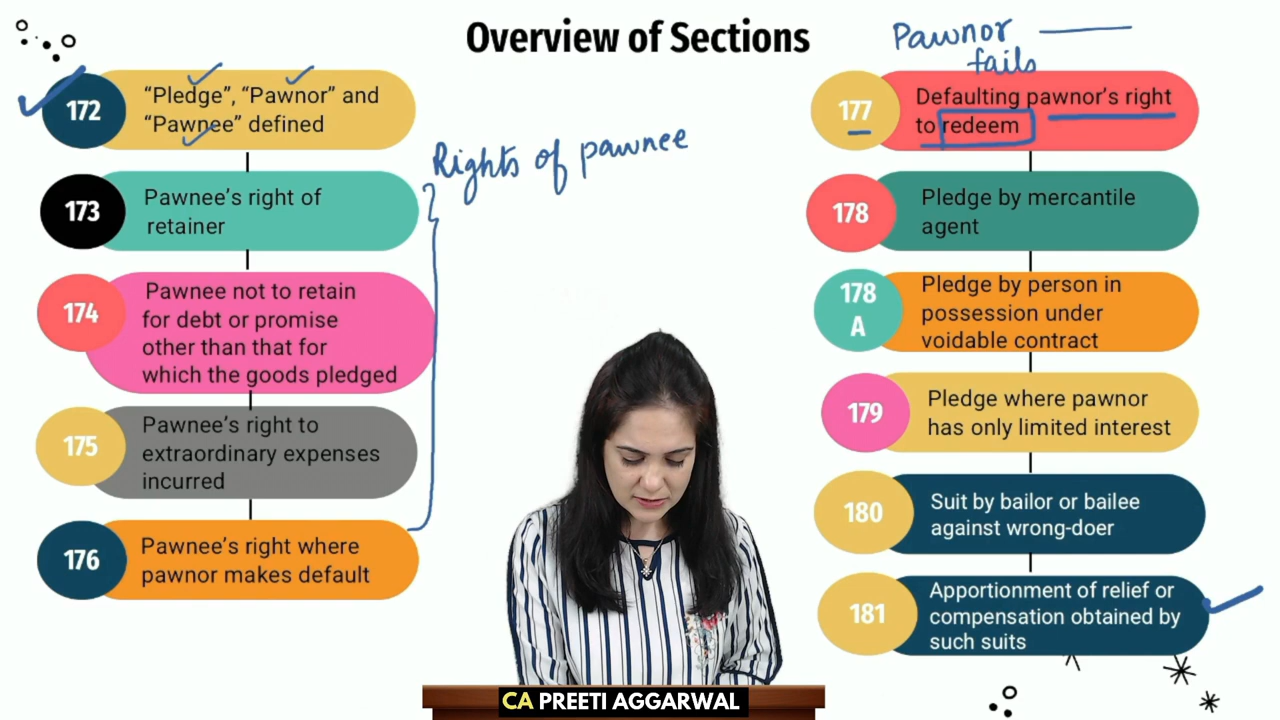 Overview of Sections
172
“Pledge”, “Pawnor” and
“Pawnee” defined
Rights of pawnee
173
Pawnee’s right of
retainer
174
Pawnee not to retain
for debt or promise
other than that for
which the goods pledged
175
Pawnee’s right to
extraordinary expenses
incurred
176
Pawnee’s right where
pawnor makes default
Pawnor
fails
177
Defaulting pawnor’s right
to redeem
178
Pledge by mercantile
agent
178
A
Pledge by person in
possession under
voidable contract
179
Pledge where pawnor
has only limited interest
180
Suit by bailor or bailee
against wrong-doer
181
Apportionment of relief or
compensation obtained by
such suits
CA PREETI AGGARWAL